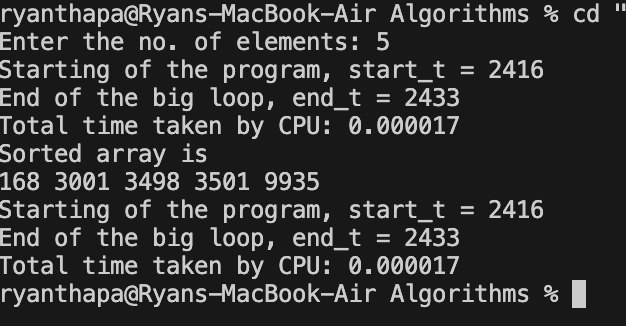 ryanthapa@Ryans-MacBook-Air Algorithms % cd "
Enter the no. of elements: 5
Starting of the program, start_t = 2416
End of the big loop, end_t = 2433
Total time taken by CPU: 0.000017
Sorted array is
168 3001 3498 3501 9935
Starting of the program, start_t = 2416
End of the big loop, end_t = 2433
Total time taken by CPU: 0.000017
ryanthapa@Ryans-MacBook-Air Algorithms %